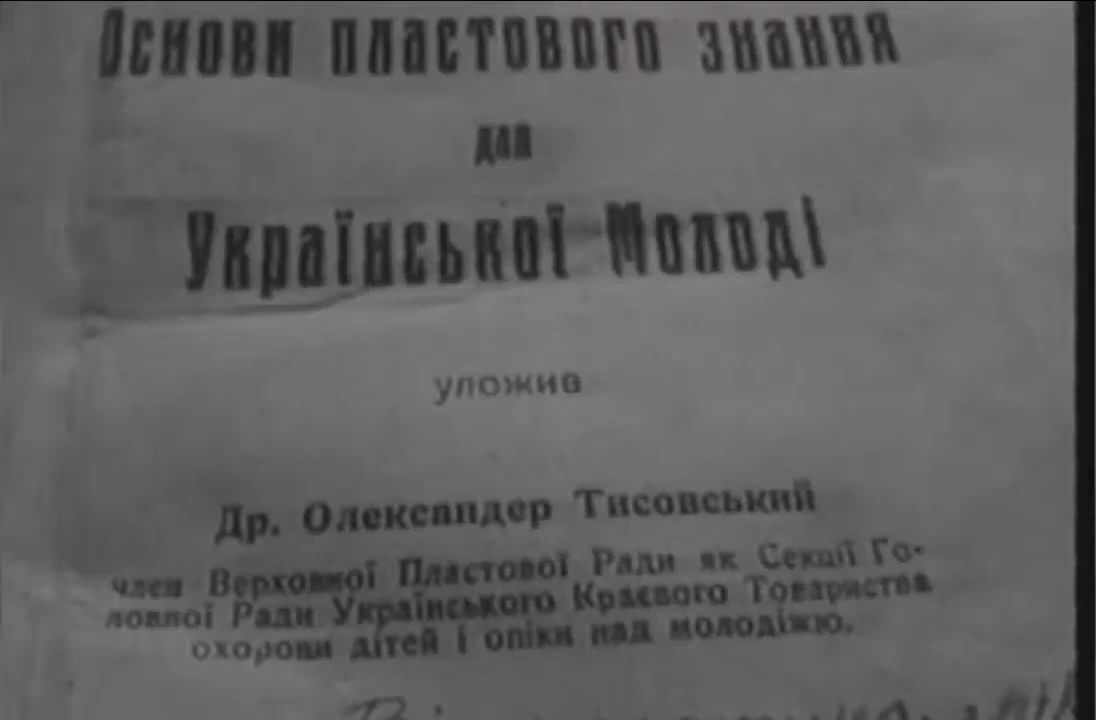 Основи пластового знання
для
Української Молоді
уложив
Др. Олександер Тисовський
член Верховної Пластової Ради як Секції Го-
ловної Ради Українського Краєвого Товариства
охорони дітей і опіки над молодіжю.